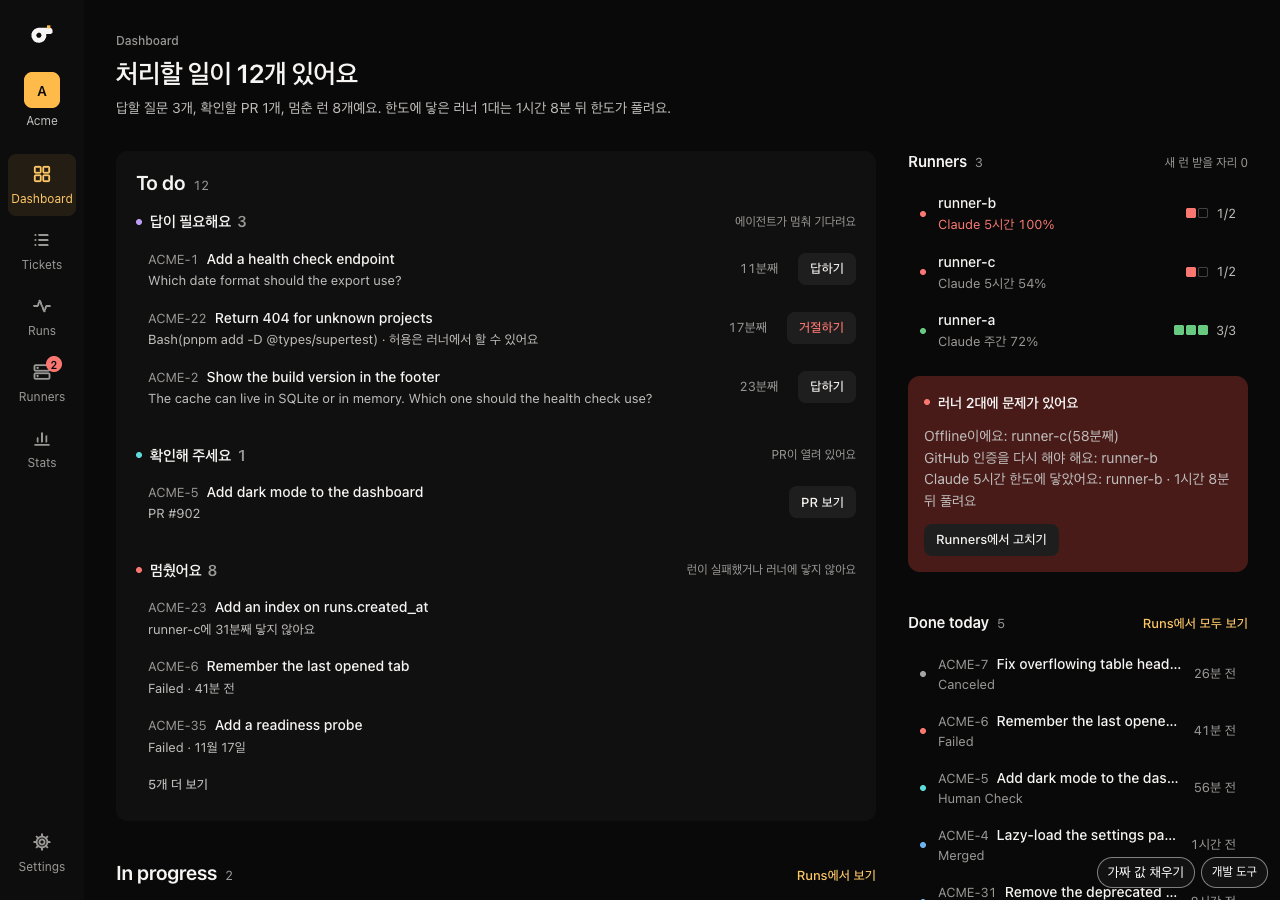 A
Acme
Dashboard
Tickets
Runs
2
Runners
Stats
Settings
Dashboard
처리할 일이 12개 있어요
답할 질문 3개, 확인할 PR 1개, 멈춘 런 8개예요. 한도에 닿은 러너 1대는 1시간 8분 뒤 한도가 풀려요.
To do 12
답이 필요해요 3 에이전트가 멈춰 기다려요
ACME-1 Add a health check endpoint
Which date format should the export use?
11분째 답하기
ACME-22 Return 404 for unknown projects
Bash(pnpm add -D @types/supertest) · 허용은 러너에서 할 수 있어요
17분째 거절하기
ACME-2 Show the build version in the footer
The cache can live in SQLite or in memory. Which one should the health check use?
23분째 답하기
확인해 주세요 1 PR이 열려 있어요
ACME-5 Add dark mode to the dashboard
PR #902
PR 보기
멈췄어요 8 런이 실패했거나 러너에 닿지 않아요
ACME-23 Add an index on runs.created_at
runner-c에 31분째 닿지 않아요
ACME-6 Remember the last opened tab
Failed · 41분 전
ACME-35 Add a readiness probe
Failed · 11월 17일
5개 더 보기
In progress 2 Runs에서 보기
Runners 3 새 런 받을 자리 0
runner-b
Claude 5시간 100%
1/2
runner-c
Claude 5시간 54%
1/2
runner-a
Claude 주간 72%
3/3
러너 2대에 문제가 있어요
Offline이에요: runner-c(58분째)
GitHub 인증을 다시 해야 해요: runner-b
Claude 5시간 한도에 닿았어요: runner-b · 1시간 8분
뒤 풀려요
Runners에서 고치기
Done today 5 Runs에서 모두 보기
ACME-7 Fix overflowing table head...
Canceled
26분 전
ACME-6 Remember the last opene...
Failed
41분 전
ACME-5 Add dark mode to the das...
Human Check
56분 전
ACME-4 Lazy-load the settings pa...
Merged
1시간 전
ACME-31 Remove the deprecated ...
가짜 값 채우기
개발 도구